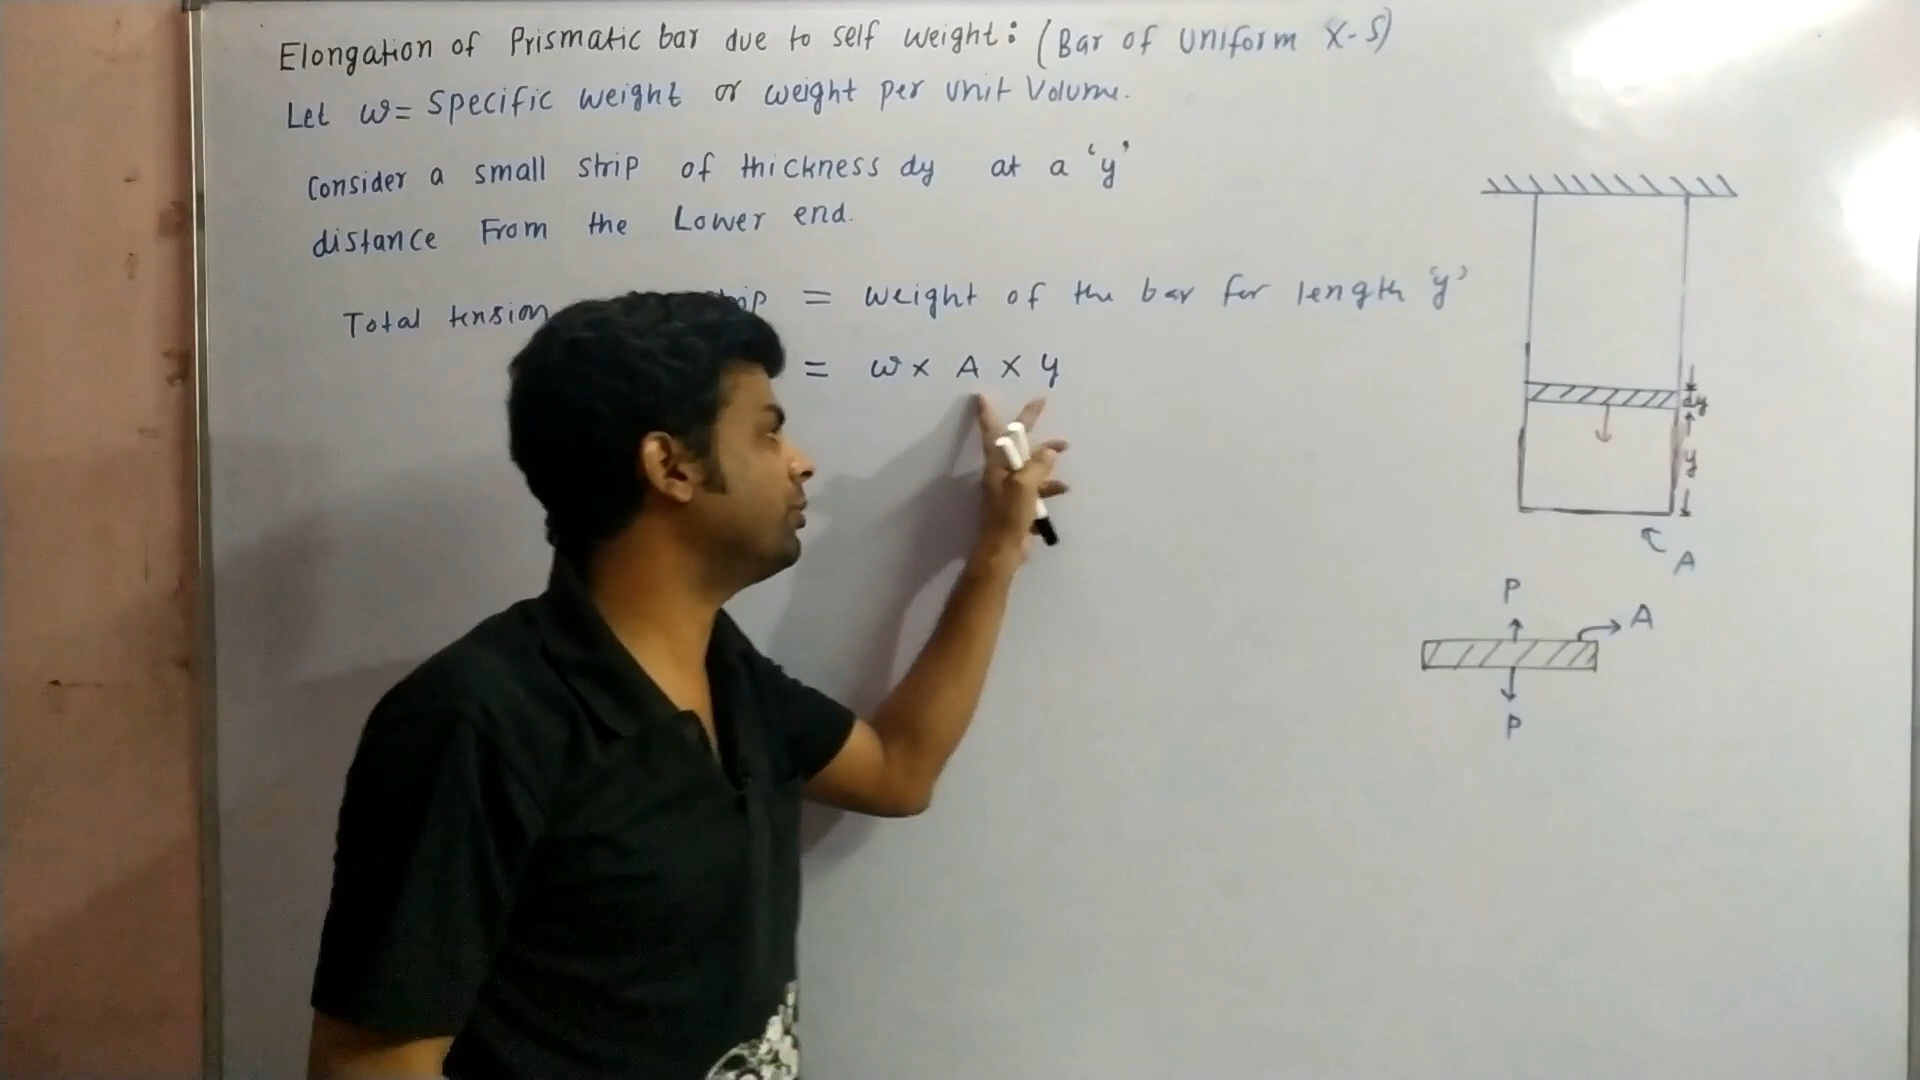 Elongation of Prismatic bar due to self weight: (Bar of Uniform X-S)
Let w = Specific weight or weight per unit Volume.
Consider a small strip of thickness dy at a 'y'
distance From the Lower end.
Total tension = weight of the bar for length 'y'
= w x A x y
dy
y
A
P
A
P